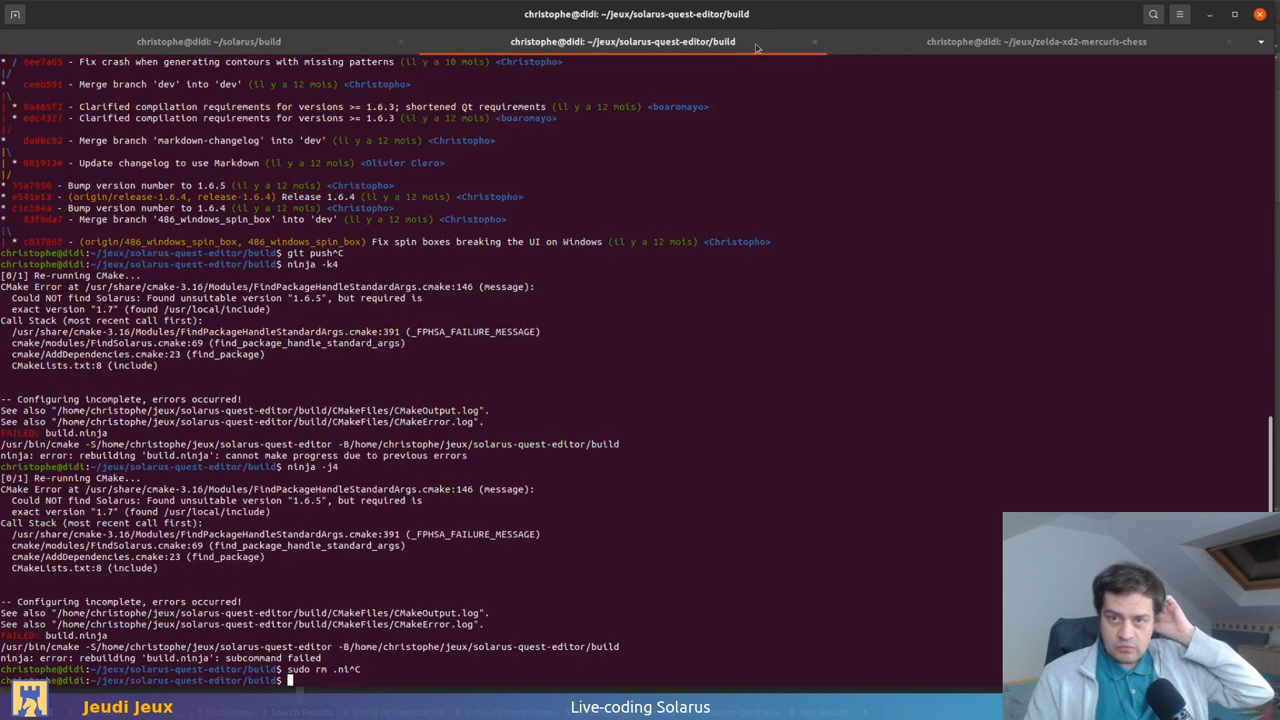 christophe@didi: ~/jeux/solarus-quest-editor/build
christophe@didi: ~/solarus/build
christophe@didi: ~/jeux/solarus-quest-editor/build
christophe@didi: ~/jeux/zelda-xd2-mercuris-chess
* / 0ee7a05 - Fix crash when generating contours with missing patterns (il y a 10 mois) <Christopho>
|/
*   ceeb591 - Merge branch 'dev' into 'dev' (il y a 12 mois) <Christopho>
|\
| * 8a465f2 - Clarified compilation requirements for versions >= 1.6.3; shortened Qt requirements (il y a 12 mois) <boaromayo>
| * edc4327 - Clarified compilation requirements for versions >= 1.6.3 (il y a 12 mois) <boaromayo>
|/
*   da08c02 - Merge branch 'markdown-changelog' into 'dev' (il y a 12 mois) <Christopho>
|\
| * 881912e - Update changelog to use Markdown (il y a 12 mois) <Olivier Clero>
|/
* 35a7856 - Bump version number to 1.6.5 (il y a 12 mois) <Christopho>
* e541e13 - (origin/release-1.6.4, release-1.6.4) Release 1.6.4 (il y a 12 mois) <Christopho>
* c1c104a - Bump version number to 1.6.4 (il y a 12 mois) <Christopho>
*   83f6da7 - Merge branch '486_windows_spin_box' into 'dev' (il y a 12 mois) <Christopho>
|\
| * c03706f - (origin/486_windows_spin_box, 486_windows_spin_box) Fix spin boxes breaking the UI on Windows (il y a 12 mois) <Christopho>
christophe@didi:~/jeux/solarus-quest-editor/build$ git push^C
christophe@didi:~/jeux/solarus-quest-editor/build$ ninja -k4
[0/1] Re-running CMake...
CMake Error at /usr/share/cmake-3.16/Modules/FindPackageHandleStandardArgs.cmake:146 (message):
Could NOT find Solarus: Found unsuitable version "1.6.5", but required is
exact version "1.7" (found /usr/local/include)
Call Stack (most recent call first):
/usr/share/cmake-3.16/Modules/FindPackageHandleStandardArgs.cmake:391 (_FPHSA_FAILURE_MESSAGE)
cmake/modules/FindSolarus.cmake:69 (find_package_handle_standard_args)
cmake/AddDependencies.cmake:23 (find_package)
CMakeLists.txt:8 (include)
-- Configuring incomplete, errors occurred!
See also "/home/christophe/jeux/solarus-quest-editor/build/CMakeFiles/CMakeOutput.log".
See also "/home/christophe/jeux/solarus-quest-editor/build/CMakeFiles/CMakeError.log".
FAILED: build.ninja
/usr/bin/cmake -S/home/christophe/jeux/solarus-quest-editor -B/home/christophe/jeux/solarus-quest-editor/build
ninja: error: rebuilding 'build.ninja': cannot make progress due to previous errors
christophe@didi:~/jeux/solarus-quest-editor/build$ ninja -j4
[0/1] Re-running CMake...
CMake Error at /usr/share/cmake-3.16/Modules/FindPackageHandleStandardArgs.cmake:146 (message):
Could NOT find Solarus: Found unsuitable version "1.6.5", but required is
exact version "1.7" (found /usr/local/include)
Call Stack (most recent call first):
/usr/share/cmake-3.16/Modules/FindPackageHandleStandardArgs.cmake:391 (_FPHSA_FAILURE_MESSAGE)
cmake/modules/FindSolarus.cmake:69 (find_package_handle_standard_args)
cmake/AddDependencies.cmake:23 (find_package)
CMakeLists.txt:8 (include)
-- Configuring incomplete, errors occurred!
See also "/home/christophe/jeux/solarus-quest-editor/build/CMakeFiles/CMakeOutput.log".
See also "/home/christophe/jeux/solarus-quest-editor/build/CMakeFiles/CMakeError.log".
FAILED: build.ninja
/usr/bin/cmake -S/home/christophe/jeux/solarus-quest-editor -B/home/christophe/jeux/solarus-quest-editor/build
ninja: error: rebuilding 'build.ninja': subcommand failed
christophe@didi:~/jeux/solarus-quest-editor/build$ sudo rm .ni^C
christophe@didi:~/jeux/solarus-quest-editor/build$
Jeudi Jeux
Live-coding Solarus